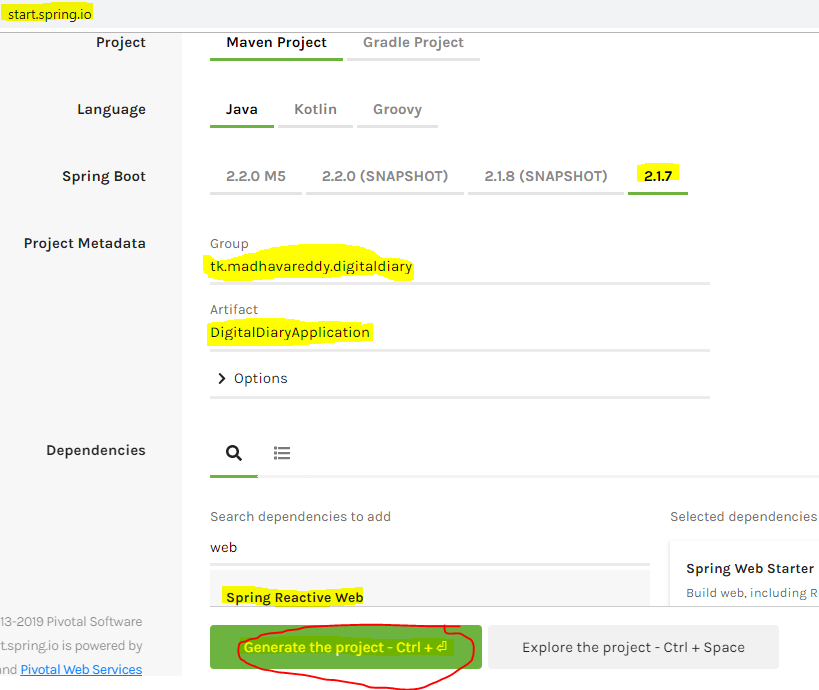 start.spring.io
Project
Maven Project Gradle Project
Language
Java Kotlin Groovy
Spring Boot
2.2.0 M5 2.2.0 (SNAPSHOT) 2.1.8 (SNAPSHOT) 2.1.7
Project Metadata
Group
tk.madhavareddy.digitaldiary
Artifact
DigitalDiaryApplication
Options
Dependencies
Search dependencies to add
web
Spring Reactive Web
Selected dependencies
Spring Web Starter
Build web, including R
13-2019 Pivotal Software
rt.spring.io is powered by
and Pivotal Web Services
Generate the project - Ctrl + ⏎
Explore the project - Ctrl + Space